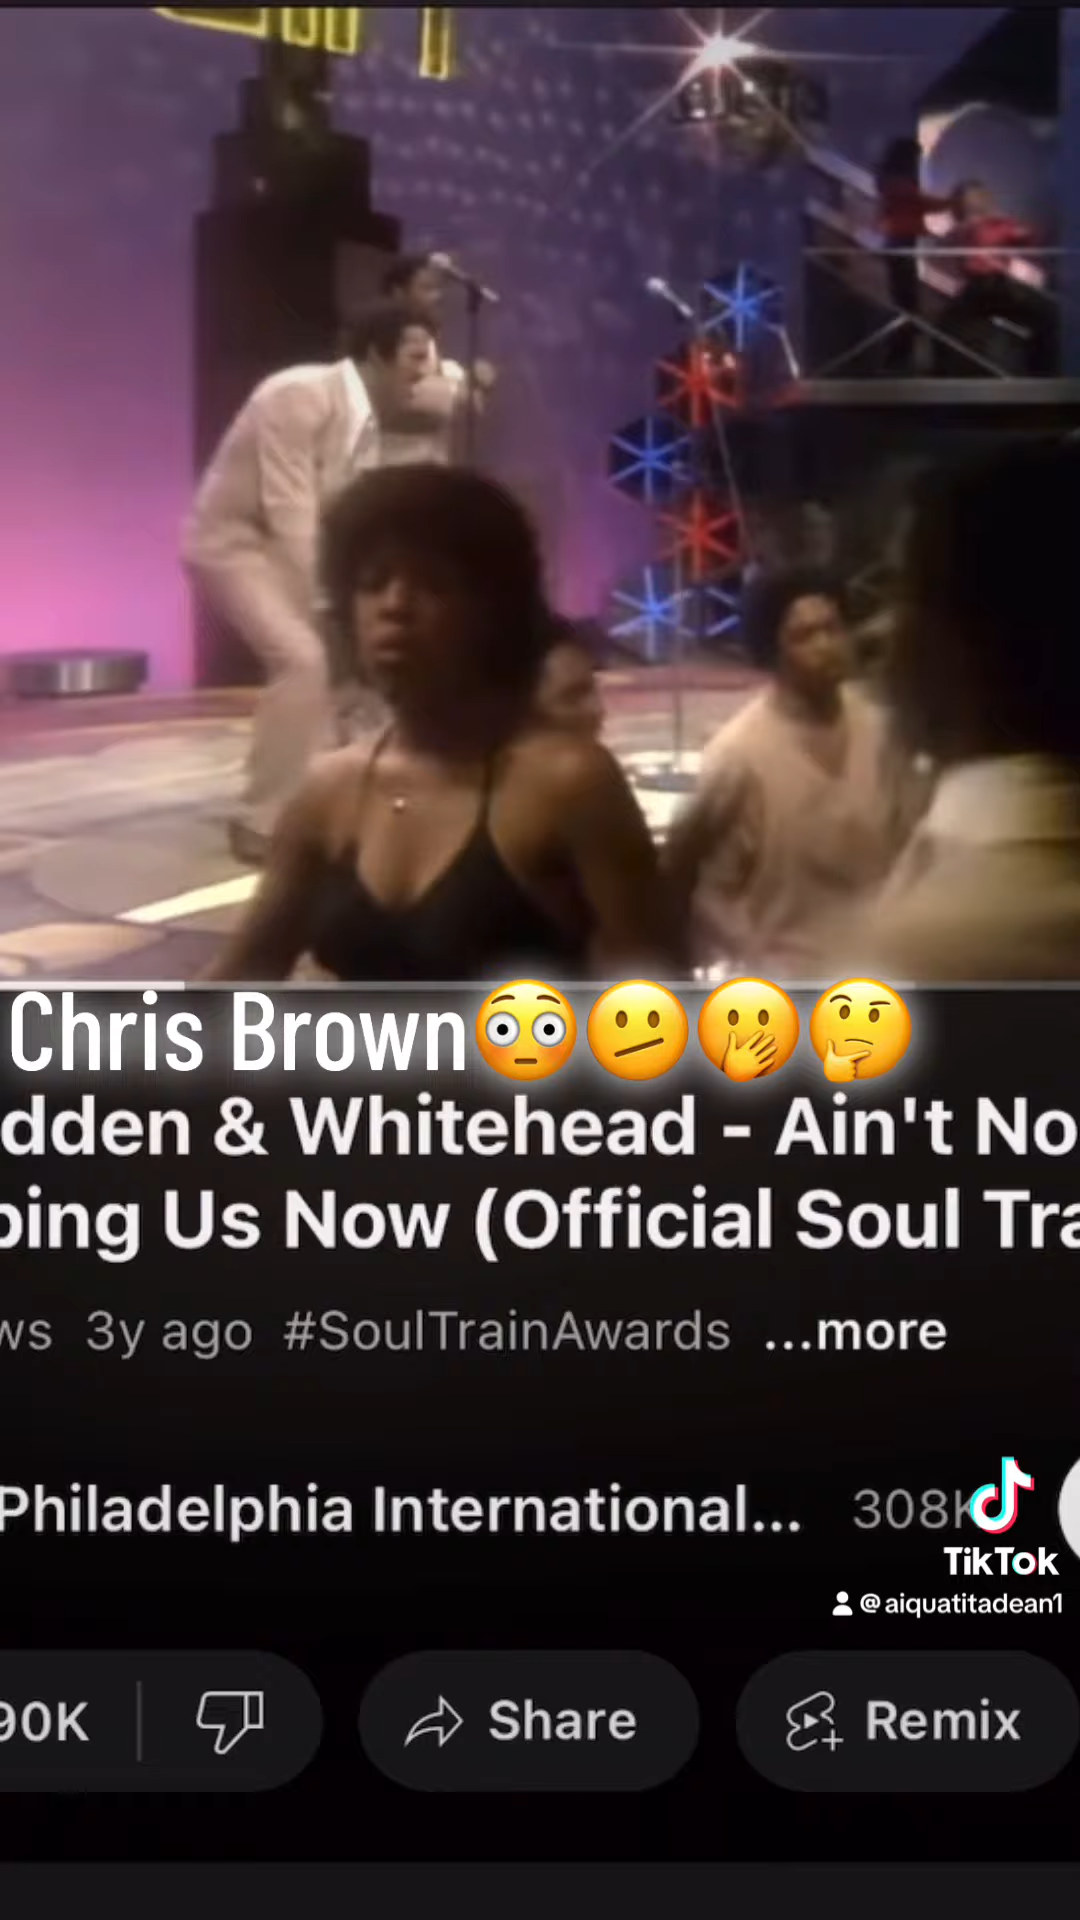 Chris Brown😳🫤🫢🤔
dden & Whitehead - Ain't No
ping Us Now (Official Soul Tra
ws 3y ago #SoulTrainAwards ...more
Philadelphia International... 308K
TikTok
@aiquatitadean1
90K Share Remix